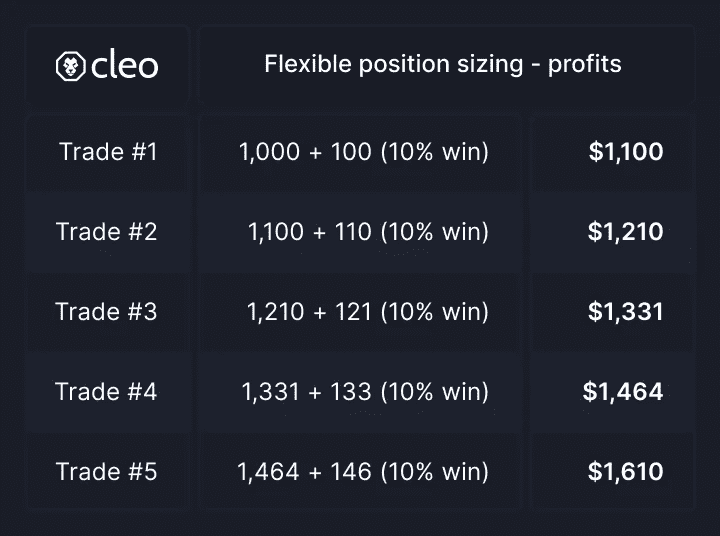 cleo
Flexible position sizing - profits
Trade #1 1,000 + 100 (10% win) $1,100
Trade #2 1,100 + 110 (10% win) $1,210
Trade #3 1,210 + 121 (10% win) $1,331
Trade #4 1,331 + 133 (10% win) $1,464
Trade #5 1,464 + 146 (10% win) $1,610